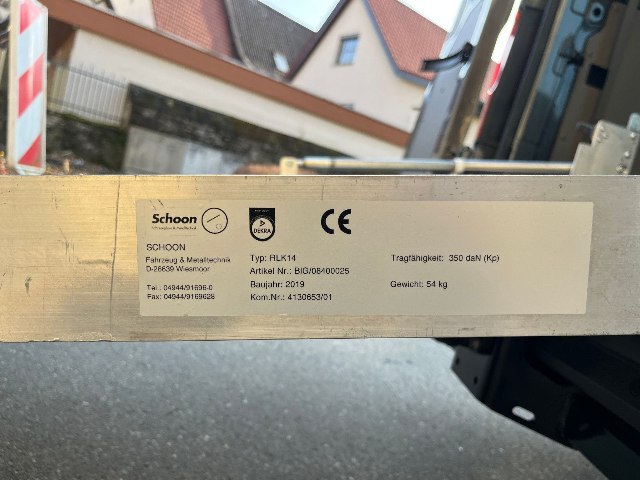 Schoon
DEKRA
CE
SCHOON
Fahrzeug & Metalltechnik
D-26639 Wiesmoor
Tel.: 04944/91696-0
Fax: 04944/9169628
Typ: RLK14
Artikel Nr.: BIG/08400025
Baujahr: 2019
Kom.Nr.: 4130653/01
Tragfähigkeit: 350 daN (Kp)
Gewicht: 54 kg